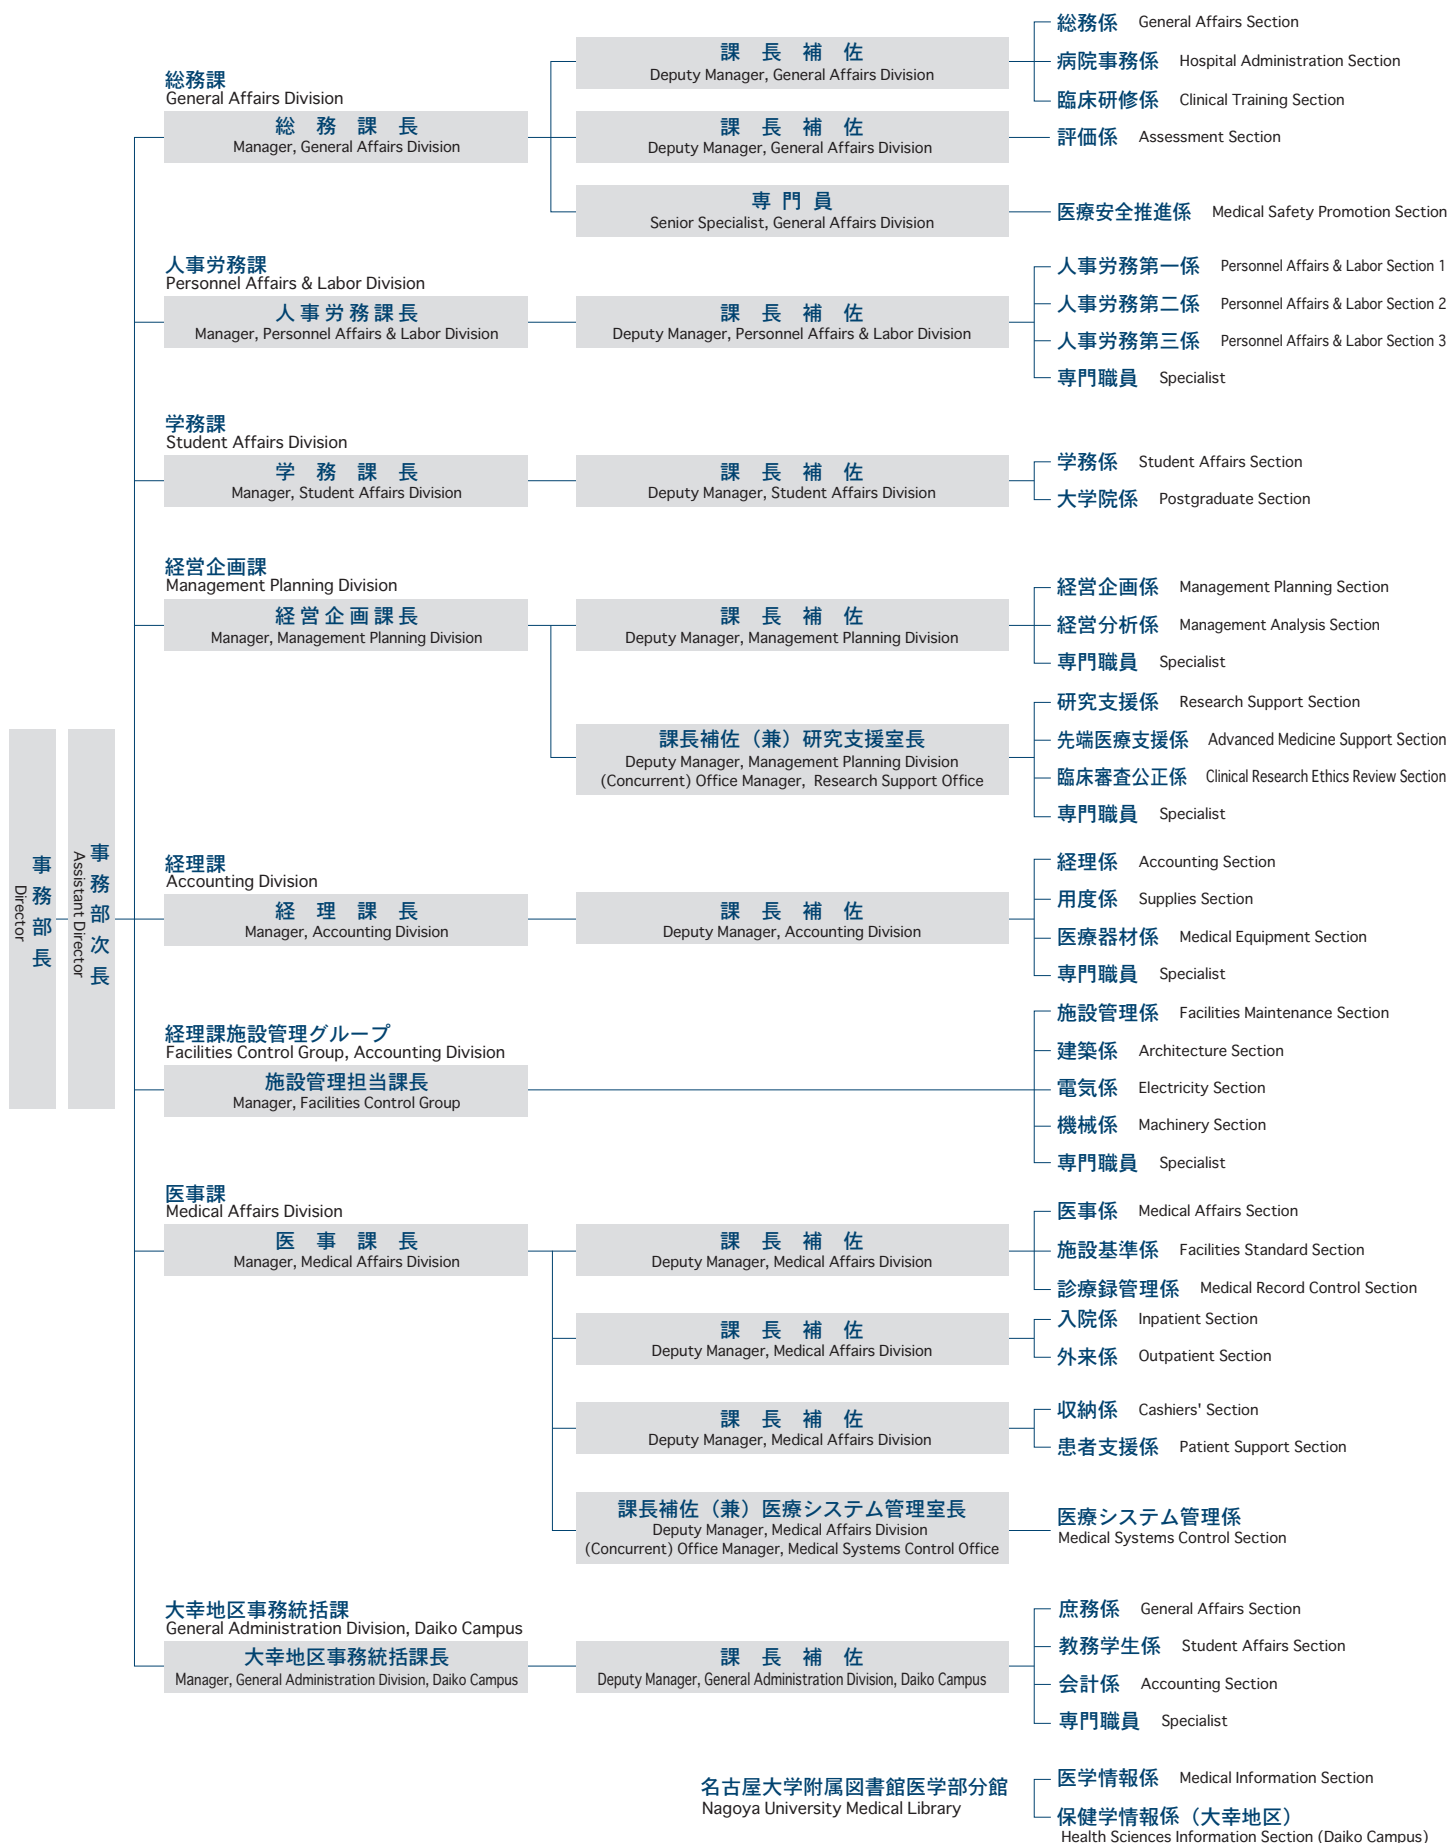 事務部長
Director
事務部次長
Assistant Director
総務課
General Affairs Division
総務課長
Manager, General Affairs Division
課長補佐
Deputy Manager, General Affairs Division
総務係 General Affairs Section
病院事務係 Hospital Administration Section
臨床研修係 Clinical Training Section
課長補佐
Deputy Manager, General Affairs Division
評価係 Assessment Section
専門員
Senior Specialist, General Affairs Division
医療安全推進係 Medical Safety Promotion Section
人事労務課
Personnel Affairs & Labor Division
人事労務課長
Manager, Personnel Affairs & Labor Division
課長補佐
Deputy Manager, Personnel Affairs & Labor Division
人事労務第一係 Personnel Affairs & Labor Section 1
人事労務第二係 Personnel Affairs & Labor Section 2
人事労務第三係 Personnel Affairs & Labor Section 3
専門職員 Specialist
学務課
Student Affairs Division
学務課長
Manager, Student Affairs Division
課長補佐
Deputy Manager, Student Affairs Division
学務係 Student Affairs Section
大学院係 Postgraduate Section
経営企画課
Management Planning Division
経営企画課長
Manager, Management Planning Division
課長補佐
Deputy Manager, Management Planning Division
経営企画係 Management Planning Section
経営分析係 Management Analysis Section
専門職員 Specialist
課長補佐（兼）研究支援室長
Deputy Manager, Management Planning Division
(Concurrent) Office Manager, Research Support Office
研究支援係 Research Support Section
先端医療支援係 Advanced Medicine Support Section
臨床審査公正係 Clinical Research Ethics Review Section
専門職員 Specialist
経理課
Accounting Division
経理課長
Manager, Accounting Division
課長補佐
Deputy Manager, Accounting Division
経理係 Accounting Section
用度係 Supplies Section
医療器材係 Medical Equipment Section
専門職員 Specialist
経理課施設管理グループ
Facilities Control Group, Accounting Division
施設管理担当課長
Manager, Facilities Control Group
施設管理係 Facilities Maintenance Section
建築係 Architecture Section
電気係 Electricity Section
機械係 Machinery Section
専門職員 Specialist
医事課
Medical Affairs Division
医事課長
Manager, Medical Affairs Division
課長補佐
Deputy Manager, Medical Affairs Division
医事係 Medical Affairs Section
施設基準係 Facilities Standard Section
診療録管理係 Medical Record Control Section
課長補佐
Deputy Manager, Medical Affairs Division
入院係 Inpatient Section
外来係 Outpatient Section
課長補佐
Deputy Manager, Medical Affairs Division
収納係 Cashiers' Section
患者支援係 Patient Support Section
課長補佐（兼）医療システム管理室長
Deputy Manager, Medical Affairs Division
(Concurrent) Office Manager, Medical Systems Control Office
医療システム管理係
Medical Systems Control Section
大幸地区事務統括課
General Administration Division, Daiko Campus
大幸地区事務統括課長
Manager, General Administration Division, Daiko Campus
課長補佐
Deputy Manager, General Administration Division, Daiko Campus
庶務係 General Affairs Section
教務学生係 Student Affairs Section
会計係 Accounting Section
専門職員 Specialist
名古屋大学附属図書館医学部分館
Nagoya University Medical Library
医学情報係 Medical Information Section
保健学情報係（大幸地区）
Health Sciences Information Section (Daiko Campus)